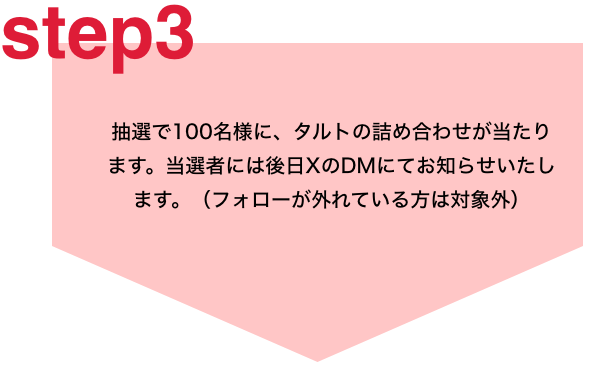 step3
抽選で100名様に、タルトの詰め合わせが当たり
ます。当選者には後日XのDMにてお知らせいたし
ます。（フォローが外れている方は対象外）